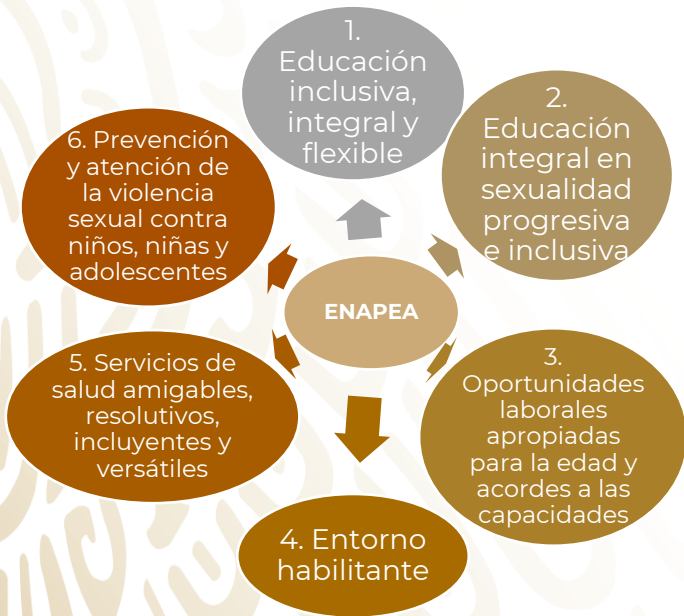 1.
Educación
inclusiva,
integral y
flexible
2.
Educación
integral en
sexualidad
progresiva
e inclusiva
3.
Oportunidades
laborales
apropiadas
para la edad y
acordes a las
capacidades
4. Entorno
habilitante
5. Servicios de
salud amigables,
resolutivos,
incluyentes y
versátiles
6. Prevención
y atención de
la violencia
sexual contra
niños, niñas y
adolescentes
ENAPEA